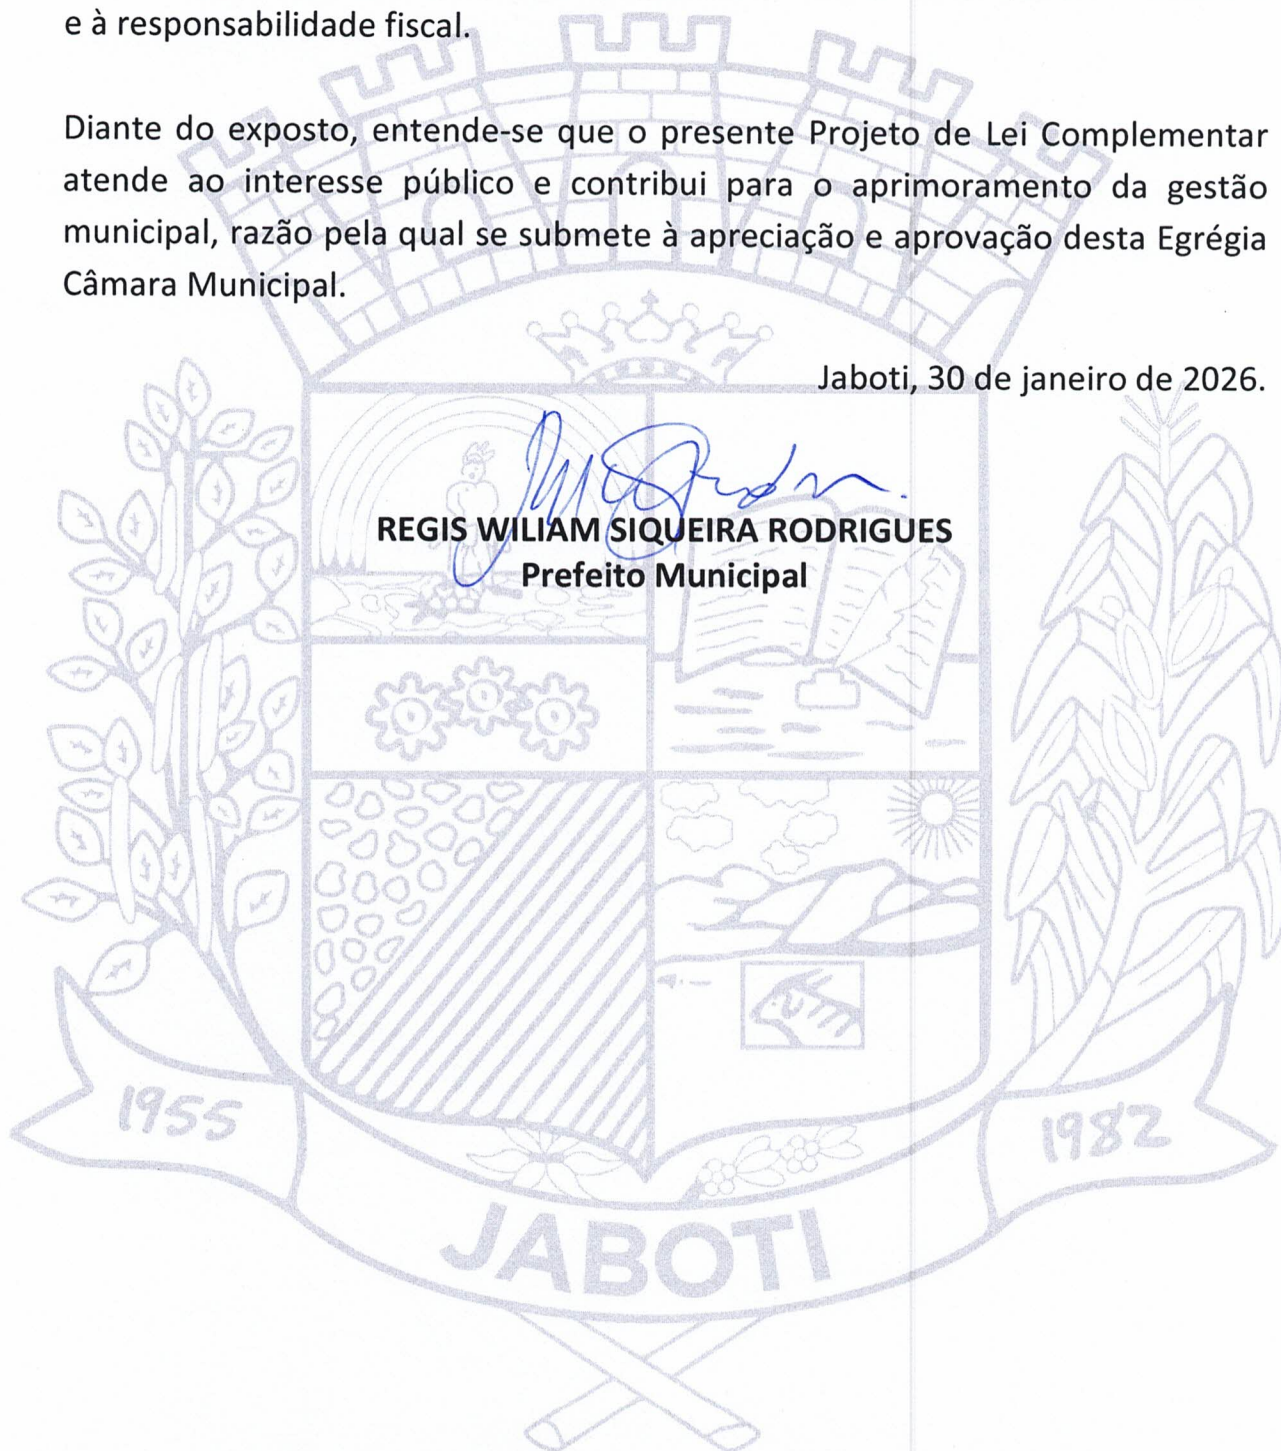 e à responsabilidade fiscal.
Diante do exposto, entende-se que o presente Projeto de Lei Complementar
atende ao interesse público e contribui para o aprimoramento da gestão
municipal, razão pela qual se submete à apreciação e aprovação desta Egrégia
Câmara Municipal.
Jaboti, 30 de janeiro de 2026.
REGIS WILIAM SIQUEIRA RODRIGUES
Prefeito Municipal
1955
1982
JABOTI